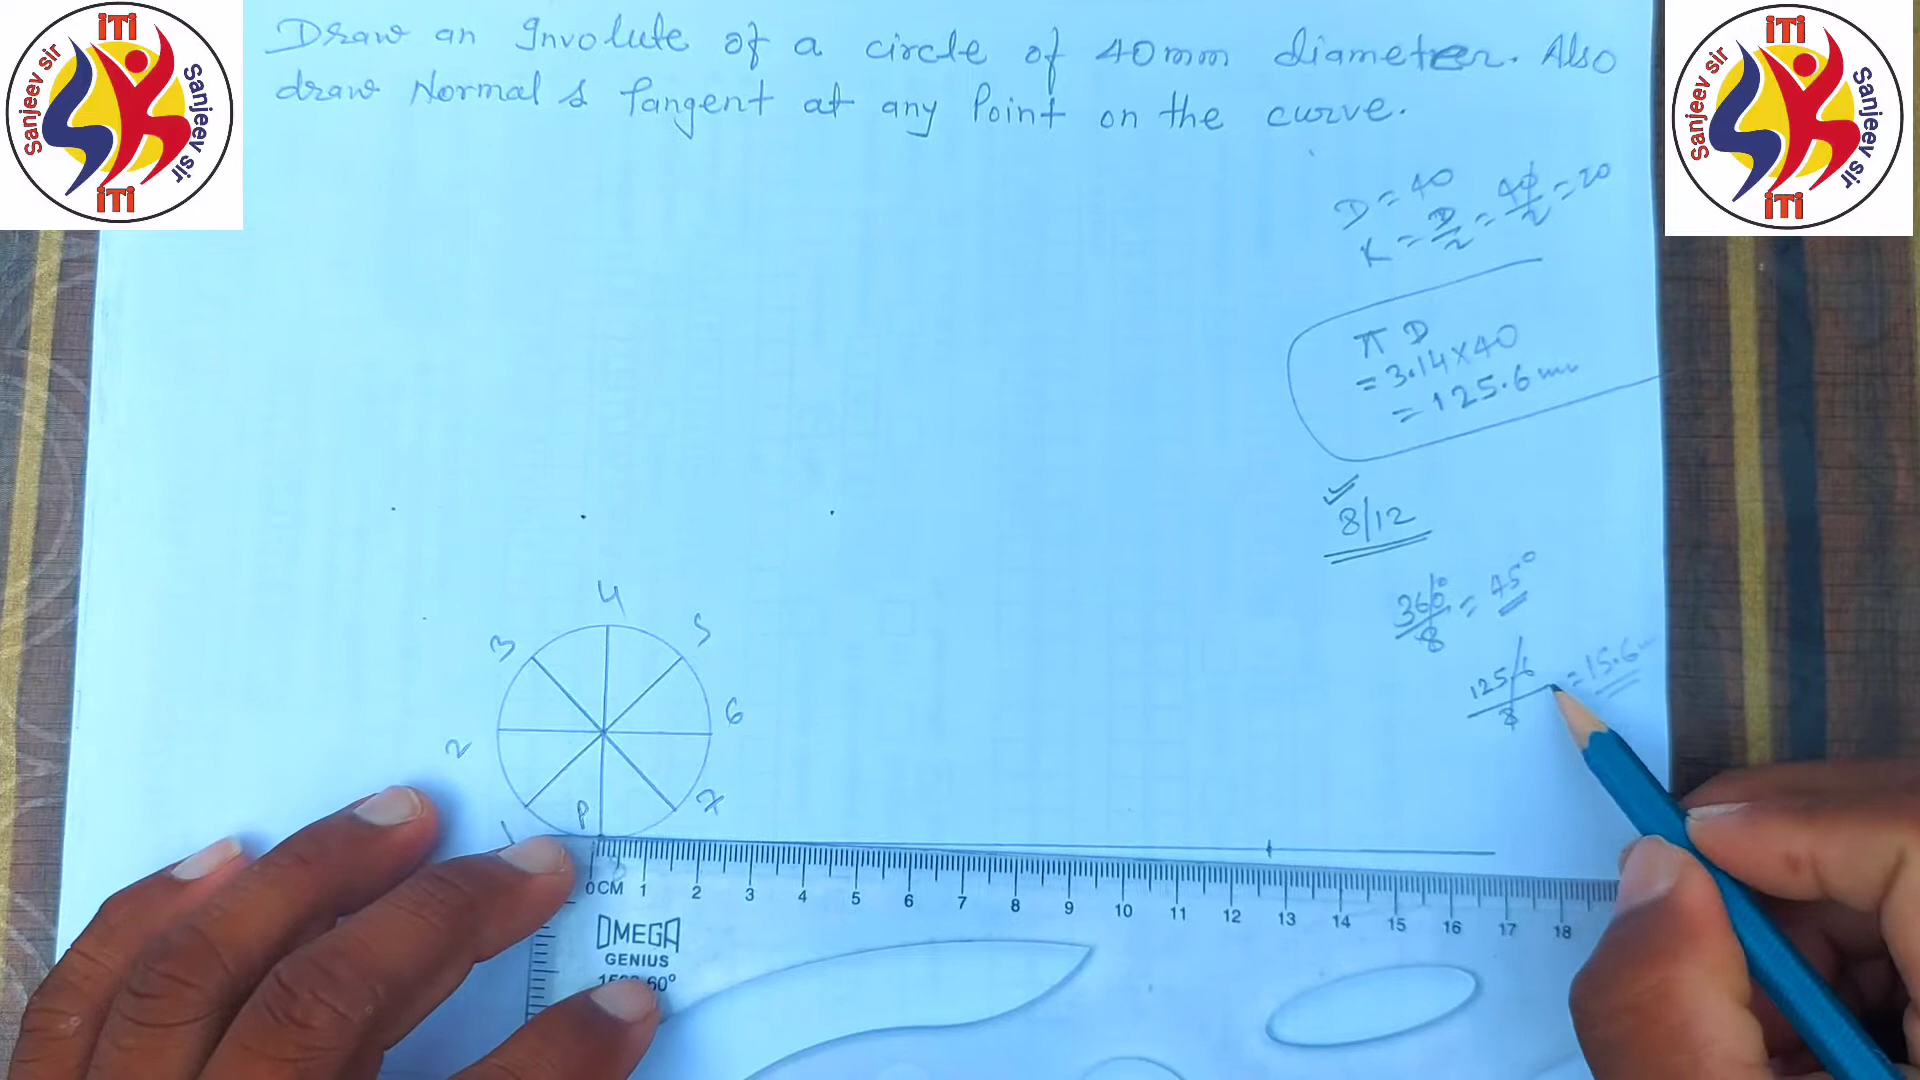 Draw an Involute of a circle of 40mm diameter. Also
draw Normal & Tangent at any Point on the curve.
iTi
Sanjeev sir
Sanjeev sir
iTi
iTi
Sanjeev sir
Sanjeev sir
iTi
D = 40
R = D/2 = 40/2 = 20
π D
= 3.14×40
= 125.6 mm
8/12
360°/8 = 45°
125.6/8 = 15.6
4
3
5
2
6
P
7
1
0CM 1 2 3 4 5 6 7 8 9 10 11 12 13 14 15 16 17 18
OMEGA
GENIUS
60°